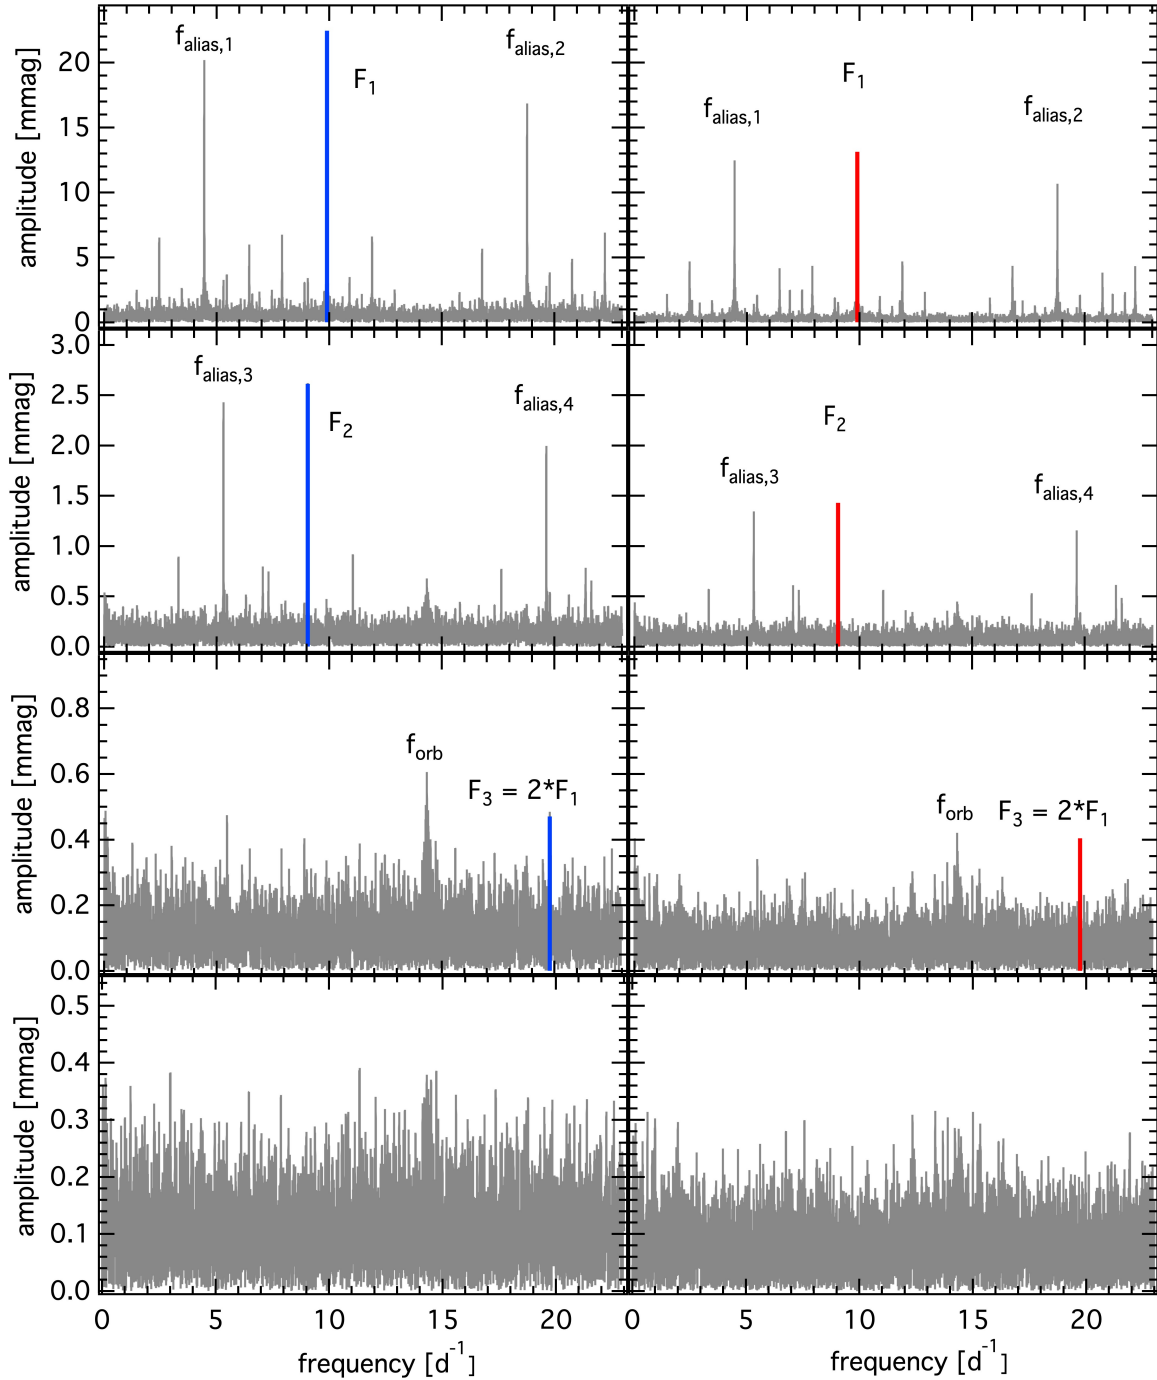 f_alias,1
f_alias,2
F_1
f_alias,1
F_1
f_alias,2
amplitude [mmag]
20
15
10
5
0
f_alias,3
F_2
f_alias,4
f_alias,3
F_2
f_alias,4
amplitude [mmag]
3.0
2.5
2.0
1.5
1.0
0.5
0.0
f_orb
F_3 = 2*F_1
f_orb
F_3 = 2*F_1
amplitude [mmag]
0.8
0.6
0.4
0.2
0.0
amplitude [mmag]
0.5
0.4
0.3
0.2
0.1
0.0
0 5 10 15 20
0 5 10 15 20
frequency [d^-1]
frequency [d^-1]